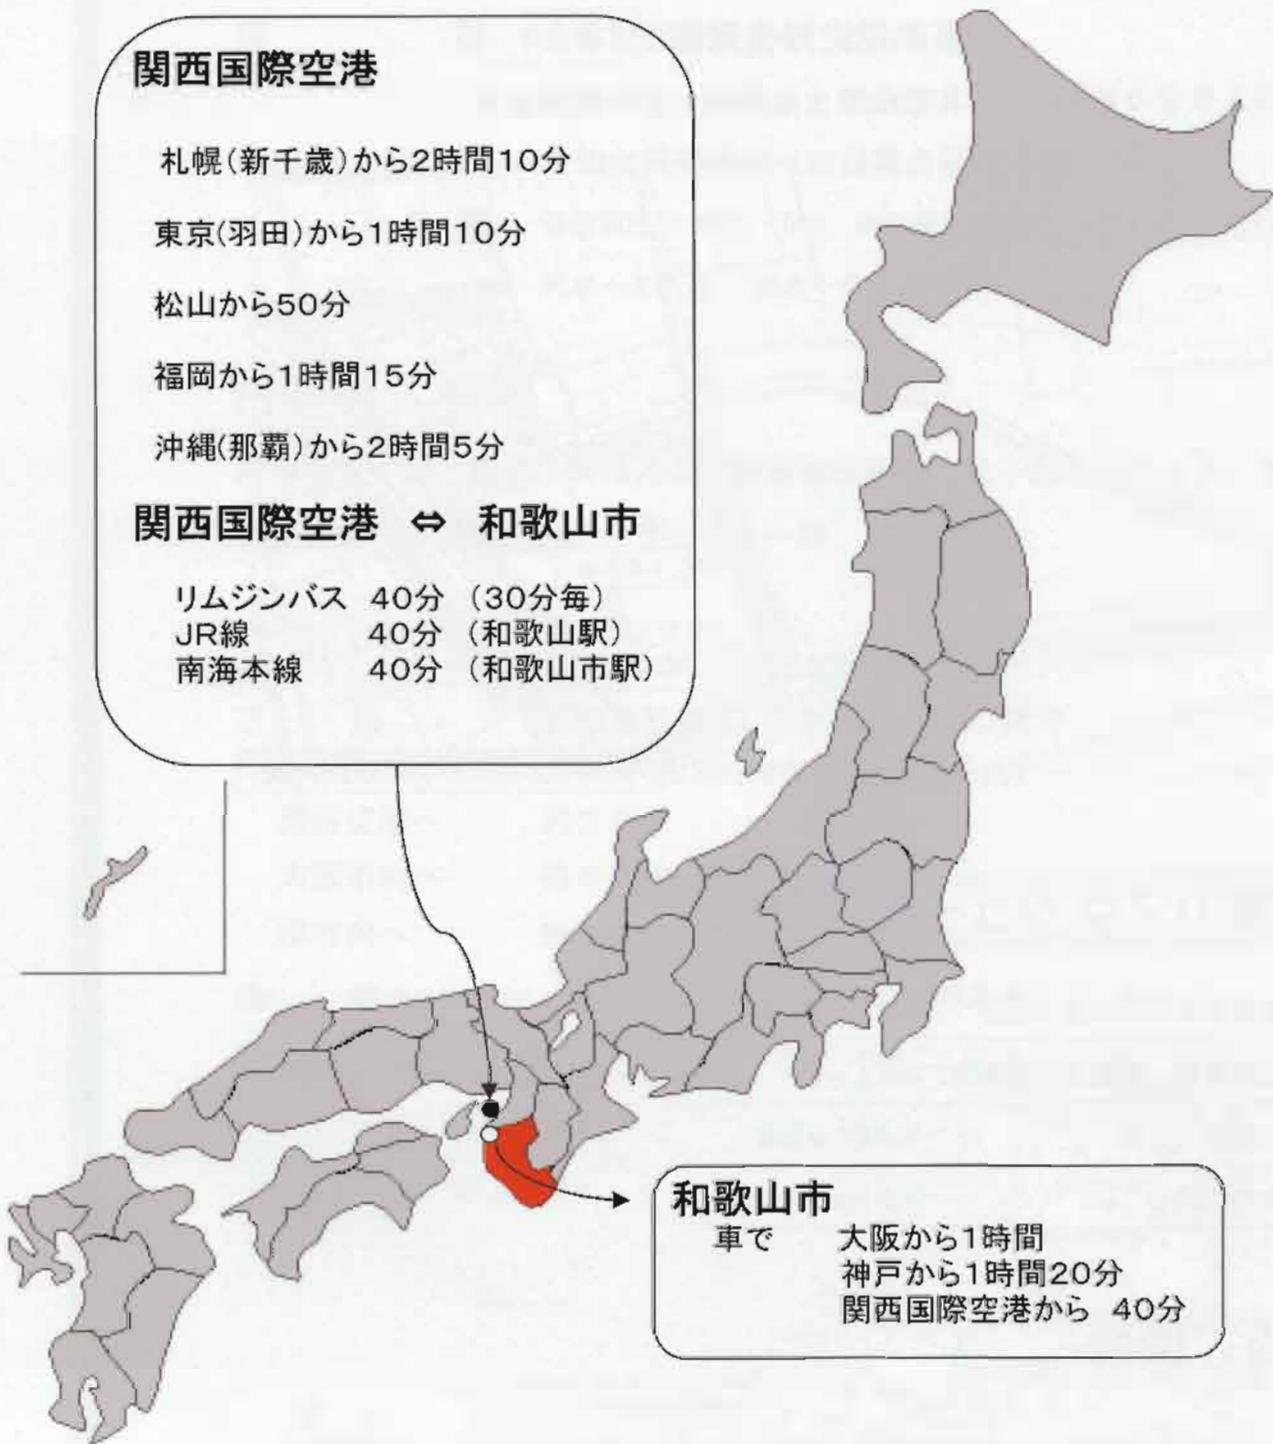 関西国際空港
札幌(新千歳)から2時間10分
東京(羽田)から1時間10分
松山から50分
福岡から1時間15分
沖縄(那覇)から2時間5分
関西国際空港 ⇔ 和歌山市
リムジンバス 40分 (30分毎)
JR線 40分 (和歌山駅)
南海本線 40分 (和歌山市駅)
和歌山市
車で 大阪から1時間
神戸から1時間20分
関西国際空港から 40分